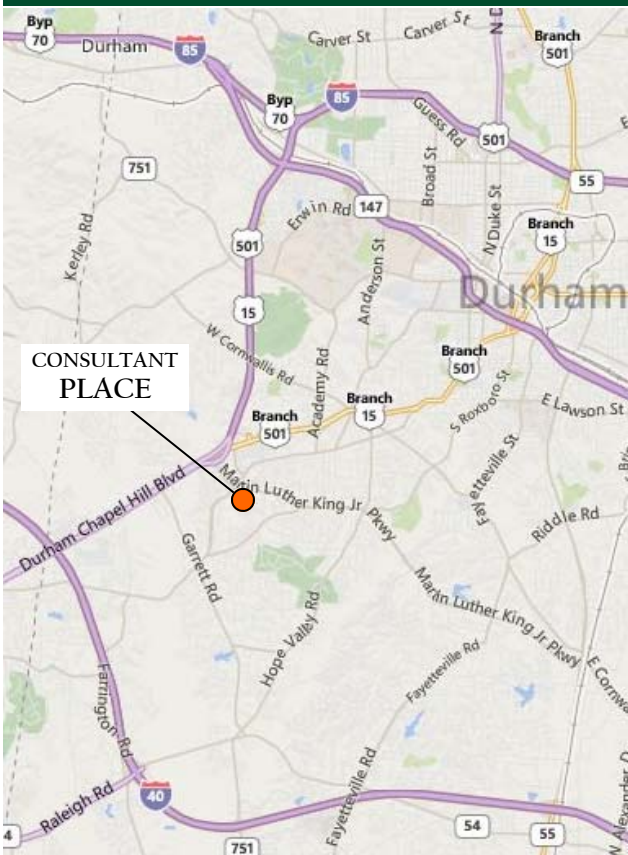 Byp
70
Durham
85
Carver St
Carver St
Branch
501
Byp
70
85
Guess Rd
501
751
55
Broad St
N Duke St
Erwin Rd
147
Branch
15
Kerley Rd
501
Anderson St
Durham
15
W Cornwallis Rd
CONSULTANT
PLACE
Academy Rd
Branch
501
Branch
15
S Roxboro St
E Lawson St
Branch
501
Fayetteville St
Martin Luther King Jr Pkwy
Riddle Rd
Durham Chapel Hill Blvd
Garrett Rd
Martin Luther King Jr Pkwy
Hope Valley Rd
Fayetteville Rd
Farrington Rd
Raleigh Rd
40
Fayetteville Rd
54
55
751